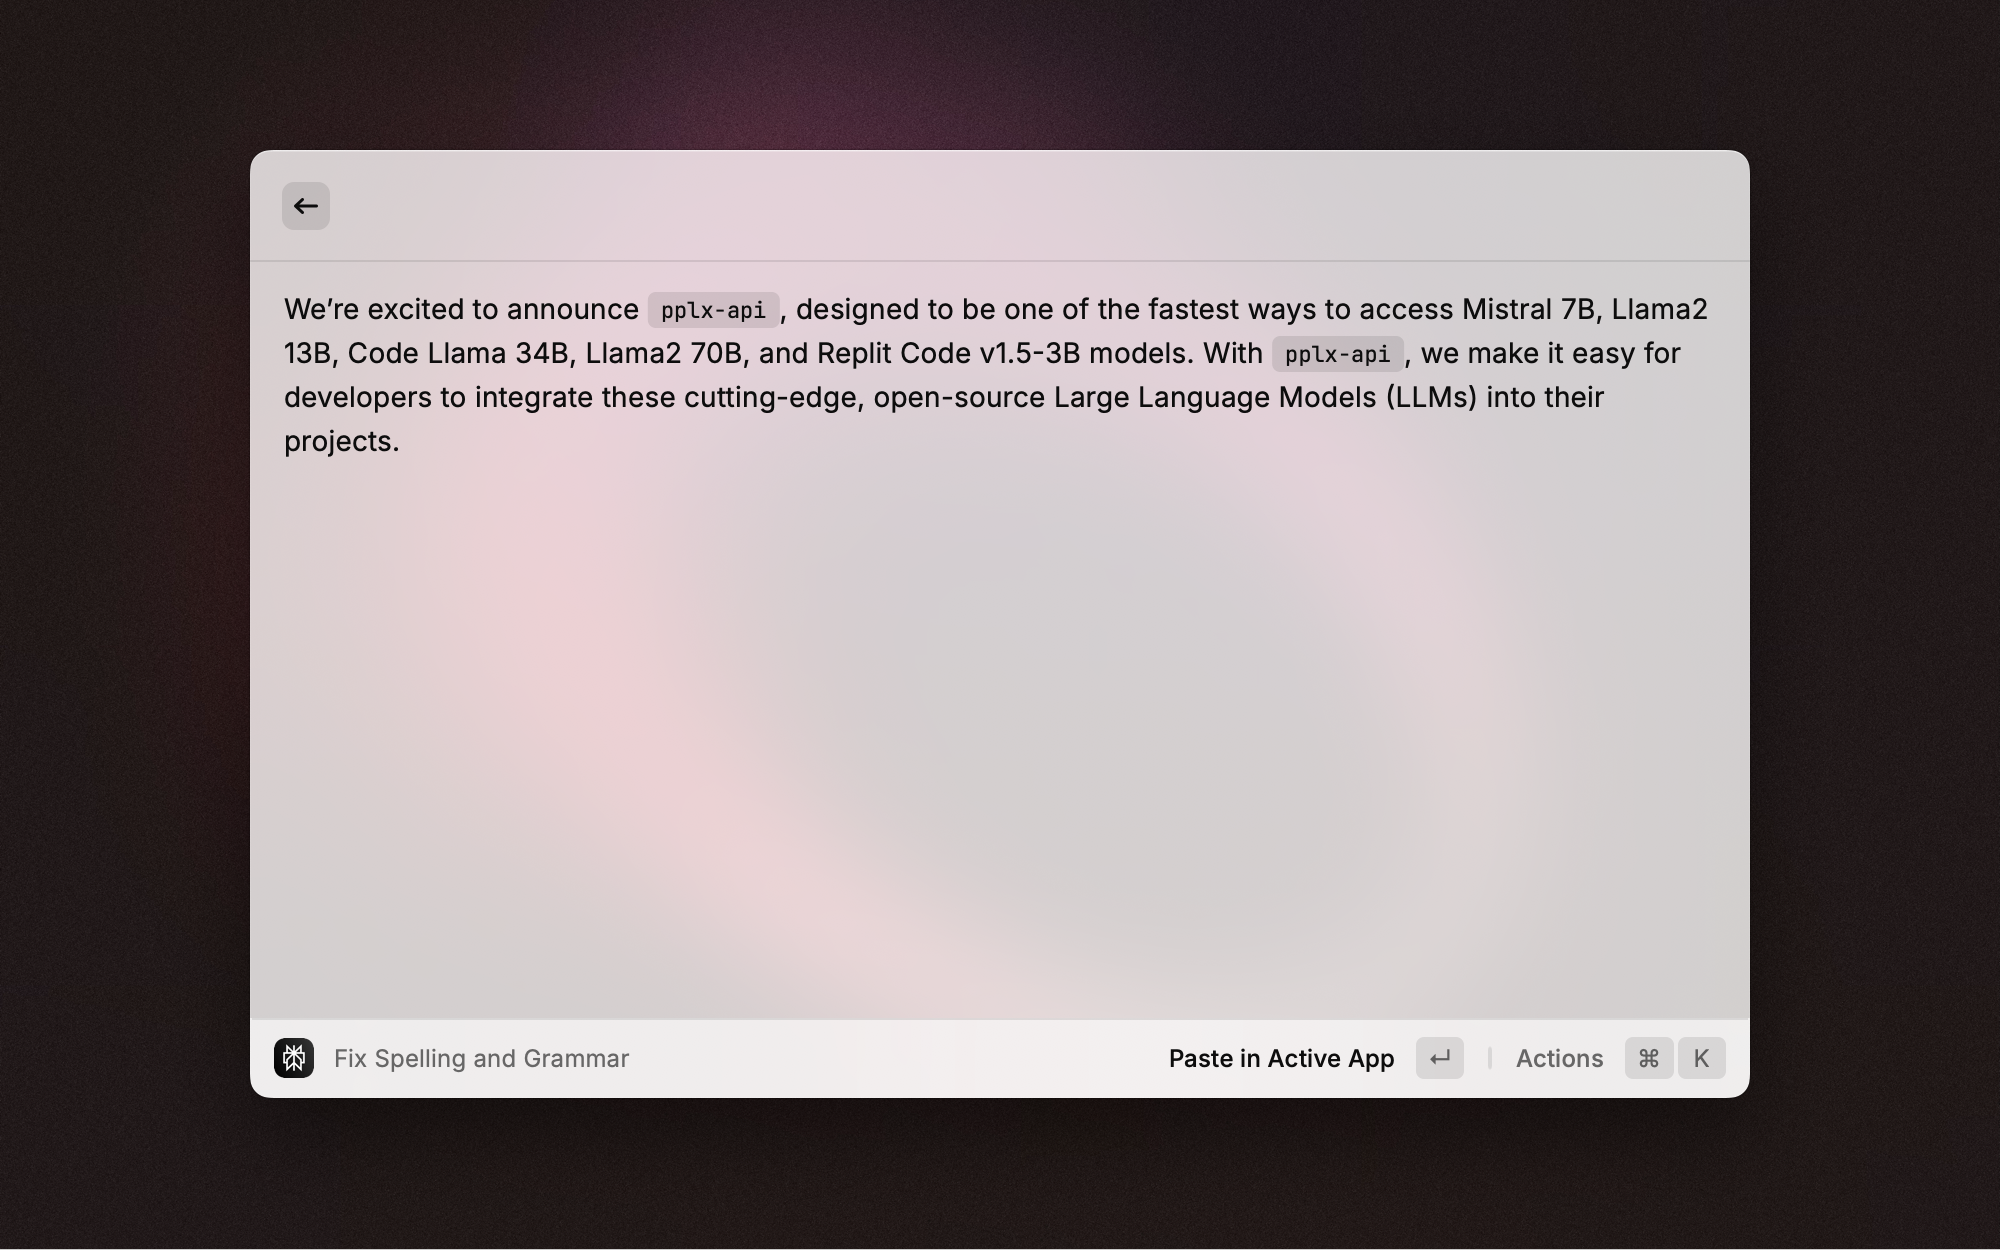 We’re excited to announce pplx-api, designed to be one of the fastest ways to access Mistral 7B, Llama2
13B, Code Llama 34B, Llama2 70B, and Replit Code v1.5-3B models. With pplx-api, we make it easy for
developers to integrate these cutting-edge, open-source Large Language Models (LLMs) into their
projects.
Fix Spelling and Grammar Paste in Active App ↵ Actions ⌘ K